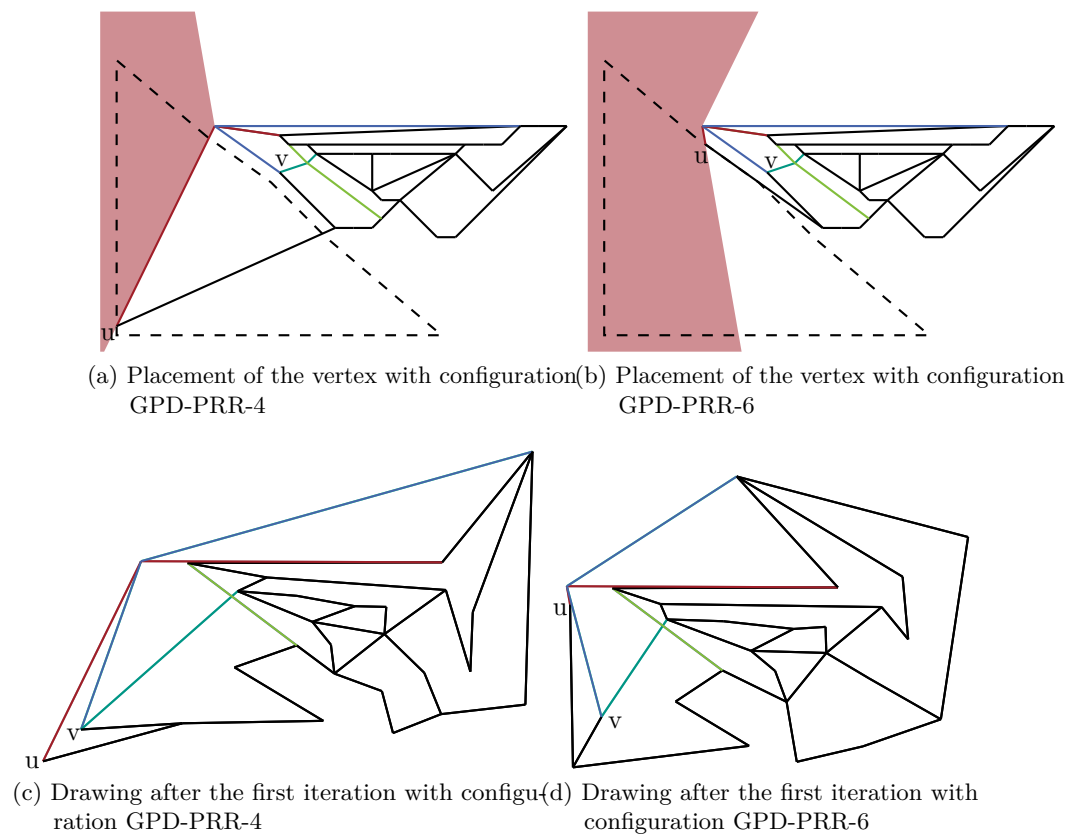 v
u
u
v
(a) Placement of the vertex with configuration
GPD-PRR-4
(b) Placement of the vertex with configuration
GPD-PRR-6
v
u
u
v
(c) Drawing after the first iteration with configu-
ration GPD-PRR-4
(d) Drawing after the first iteration with
configuration GPD-PRR-6